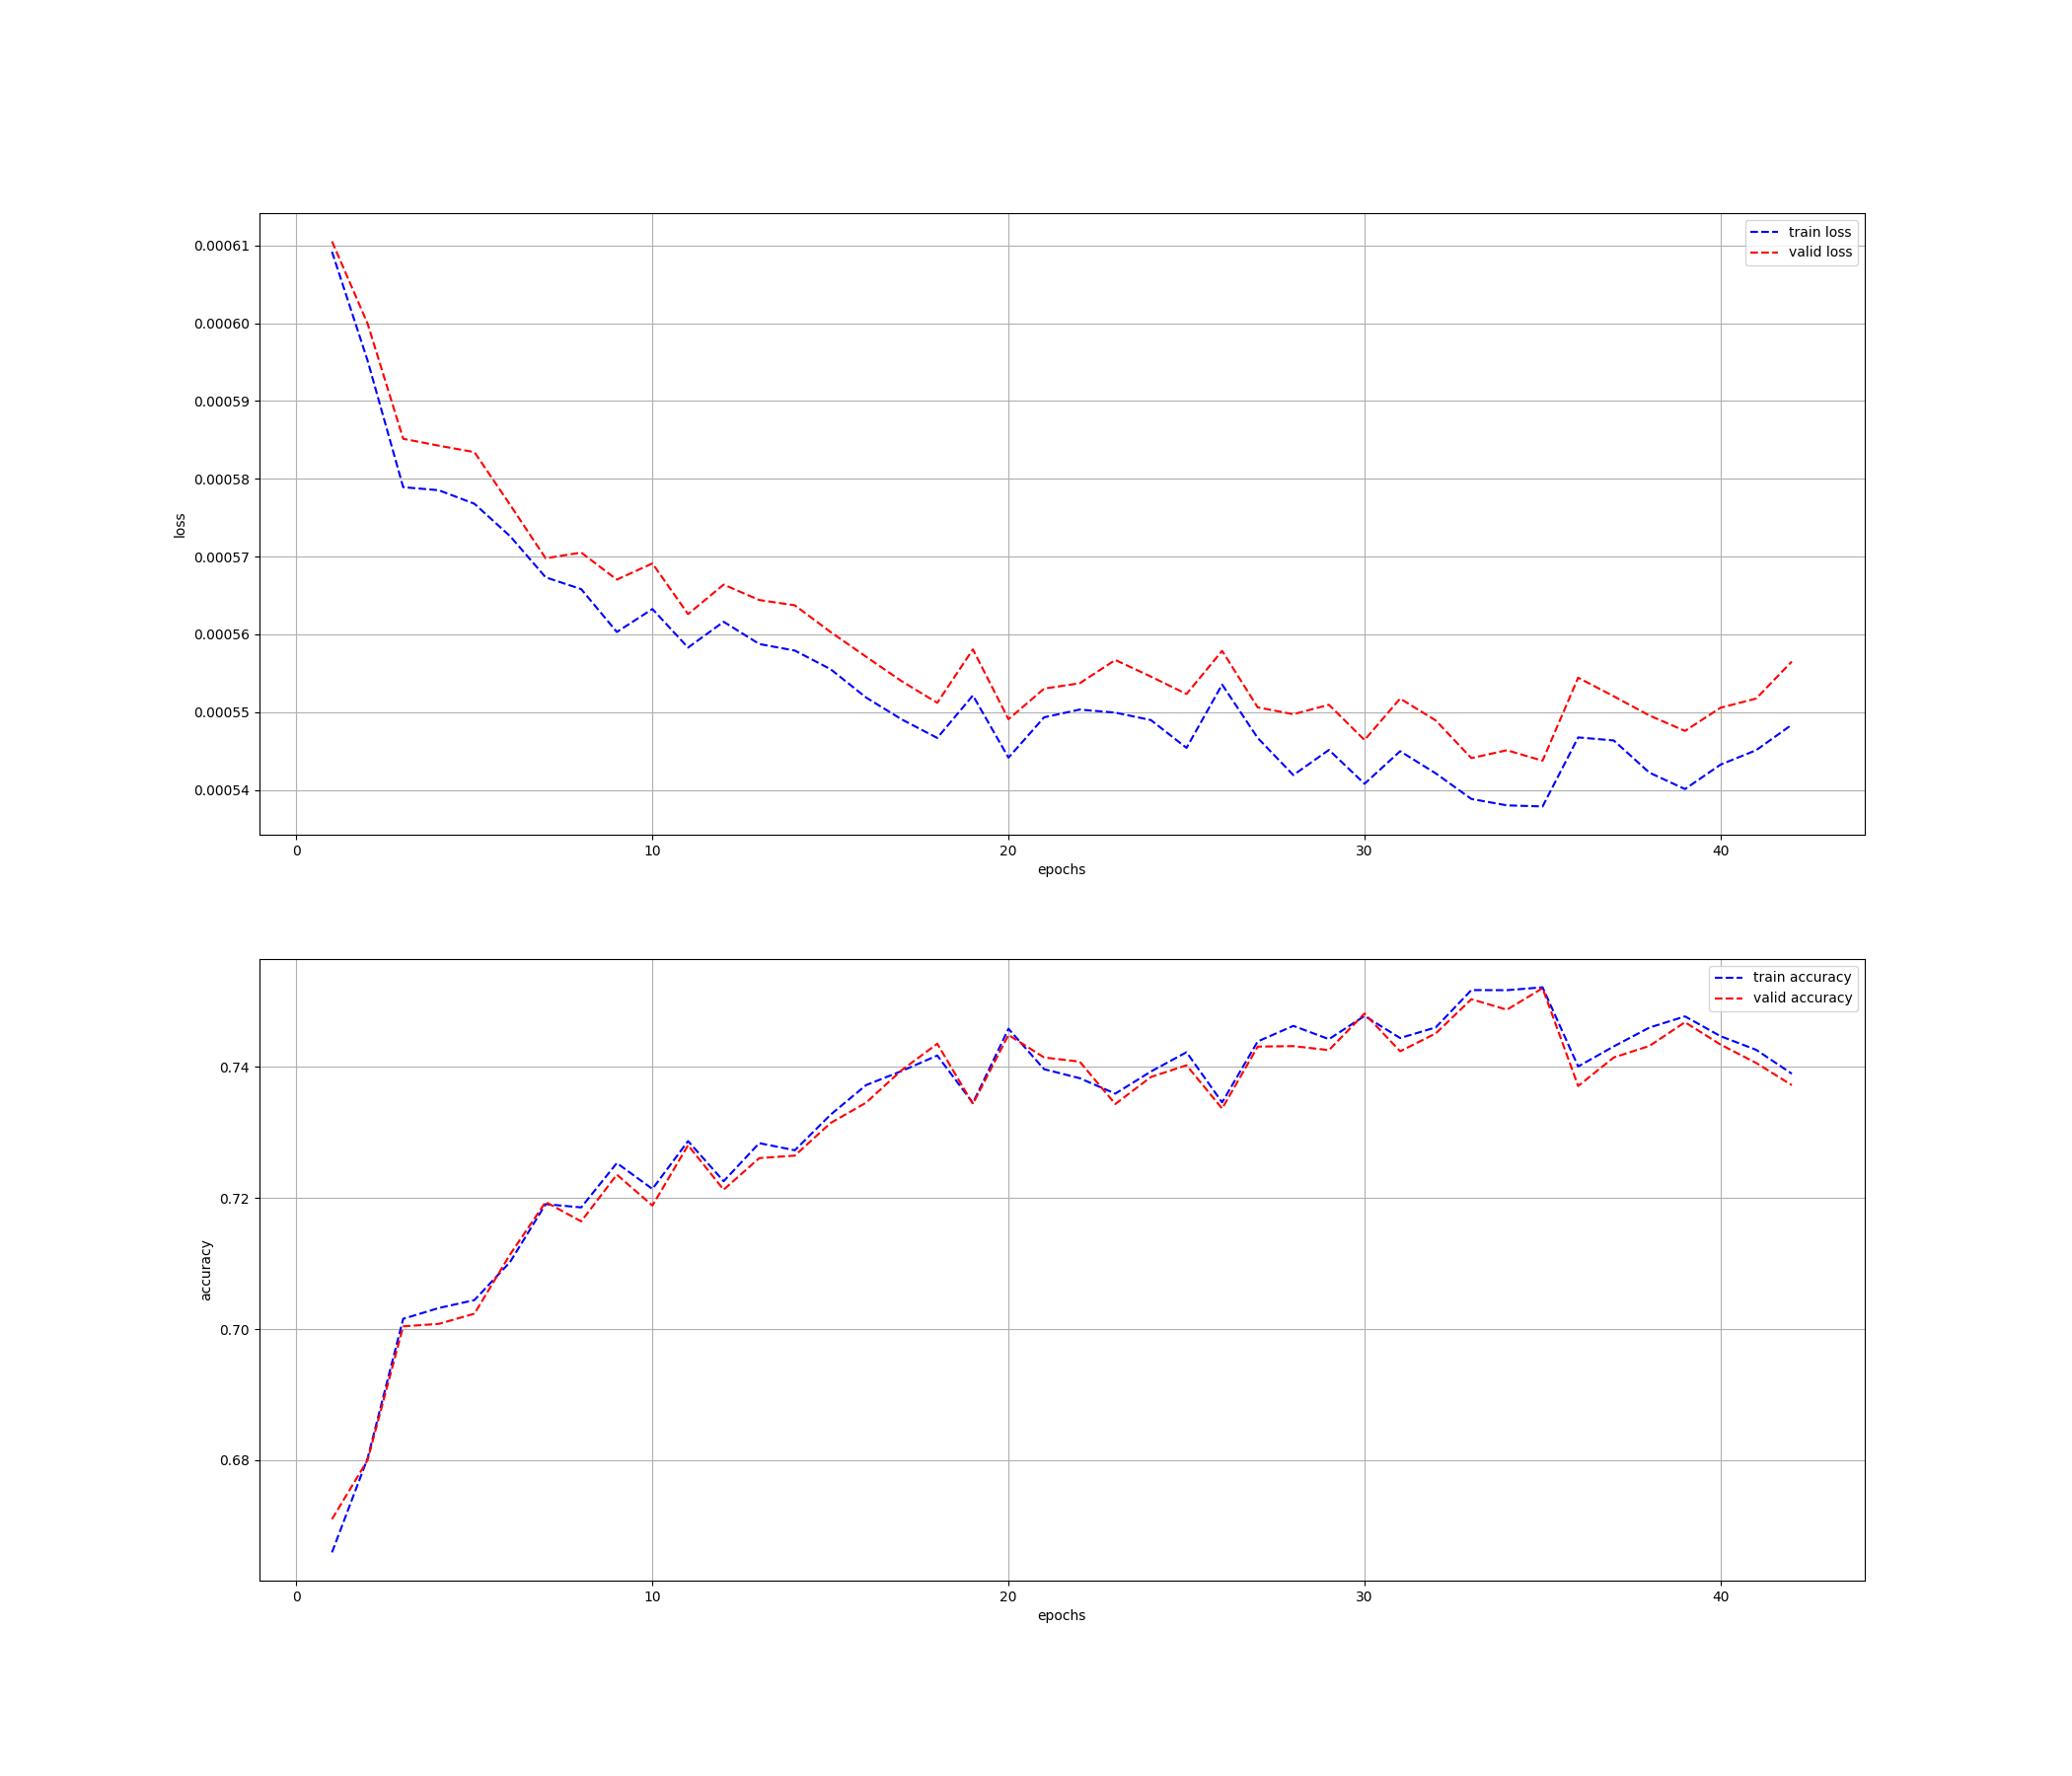 train loss
valid loss
0.00061
0.00060
0.00059
0.00058
0.00057
0.00056
0.00055
0.00054
loss
0 10 20 30 40
epochs
train accuracy
valid accuracy
0.74
0.72
0.70
0.68
accuracy
0 10 20 30 40
epochs